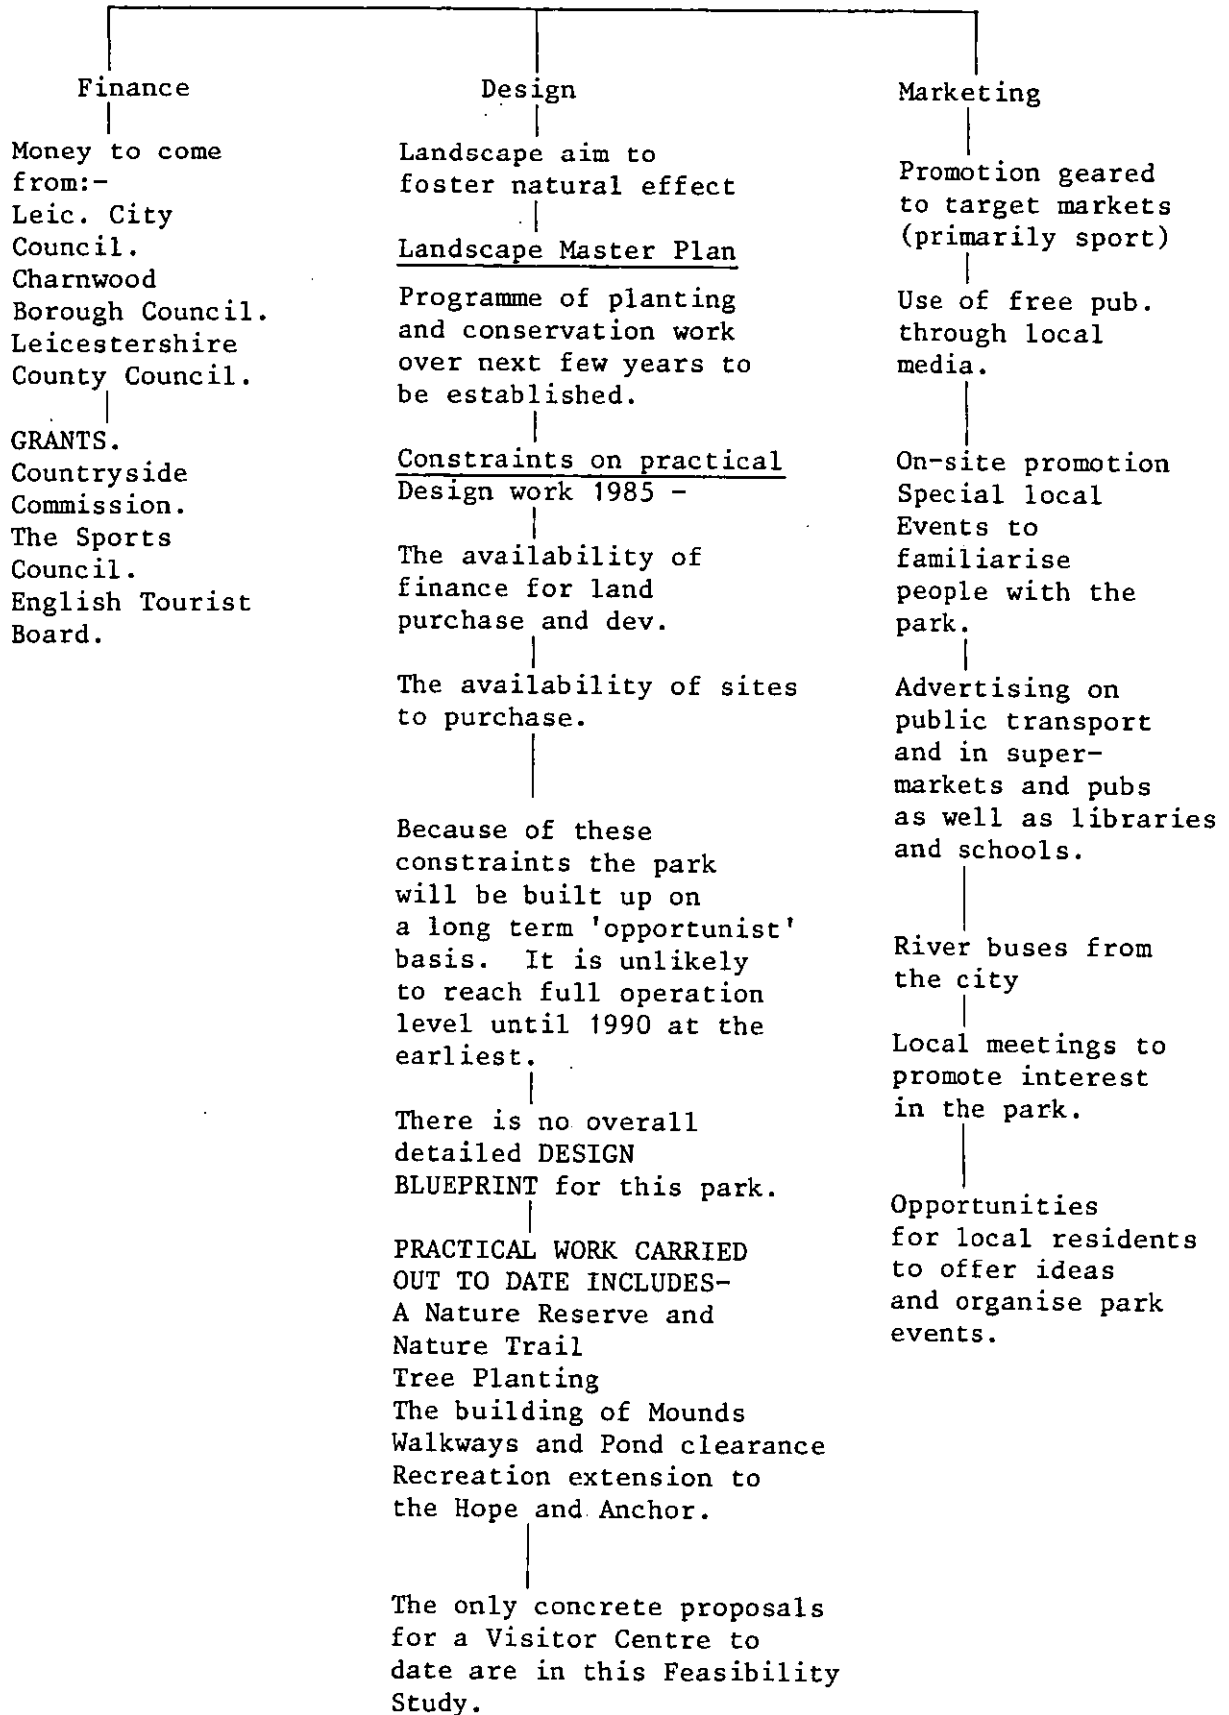 Finance
Money to come
from:-
Leic. City
Council.
Charnwood
Borough Council.
Leicestershire
County Council.
GRANTS.
Countryside
Commission.
The Sports
Council.
English Tourist
Board.
Design
Landscape aim to
foster natural effect
Landscape Master Plan
Programme of planting
and conservation work
over next few years to
be established.
Constraints on practical
Design work 1985 -
The availability of
finance for land
purchase and dev.
The availability of sites
to purchase.
Because of these
constraints the park
will be built up on
a long term 'opportunist'
basis. It is unlikely
to reach full operation
level until 1990 at the
earliest.
There is no overall
detailed DESIGN
BLUEPRINT for this park.
PRACTICAL WORK CARRIED
OUT TO DATE INCLUDES-
A Nature Reserve and
Nature Trail
Tree Planting
The building of Mounds
Walkways and Pond clearance
Recreation extension to
the Hope and Anchor.
The only concrete proposals
for a Visitor Centre to
date are in this Feasibility
Study.
Marketing
Promotion geared
to target markets
(primarily sport)
Use of free pub.
through local
media.
On-site promotion
Special local
Events to
familiarise
people with the
park.
Advertising on
public transport
and in super-
markets and pubs
as well as libraries
and schools.
River buses from
the city
Local meetings to
promote interest
in the park.
Opportunities
for local residents
to offer ideas
and organise park
events.